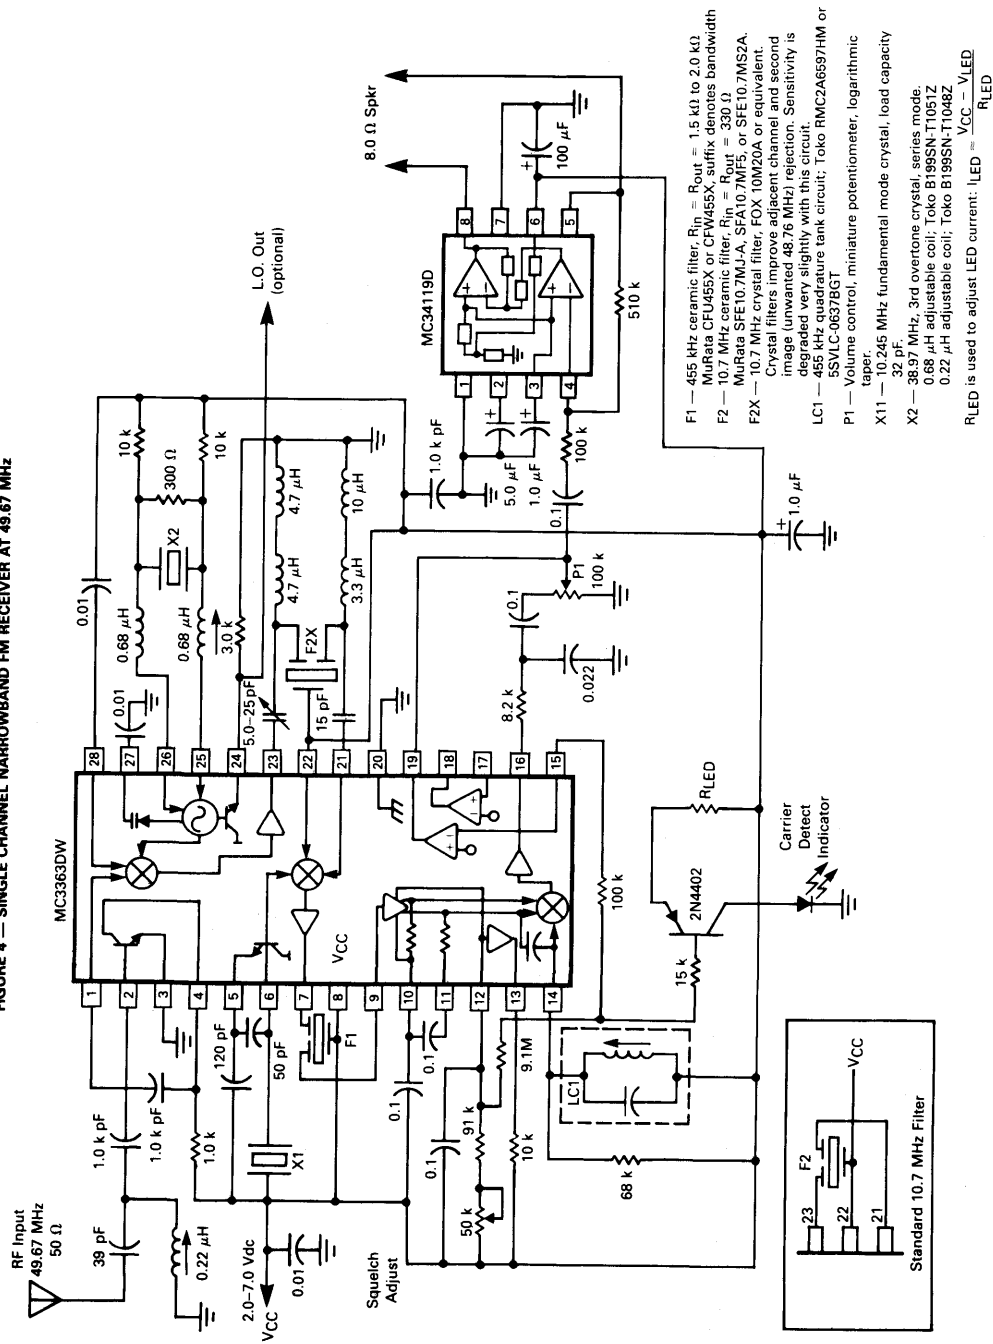 FIGURE 4 — SINGLE CHANNEL NARROWBAND FM RECEIVER AT 49.67 MHz
RF Input
49.67 MHz
50 Ω
39 pF
0.22 µH
1.0 k pF
1.0 k pF
1.0 k
120 pF
50 pF
X1
2.0–7.0 Vdc
VCC
0.01
F1
0.1
0.1
Squelch
Adjust
0.1
50 k
91 k
9.1M
10 k
LC1
68 k
MC3363DW
VCC
1
2
3
4
5
6
7
8
9
10
11
12
13
14
28
27
26
25
24
23
22
21
20
19
18
17
16
15
0.01
0.01
0.68 µH
0.68 µH
X2
10 k
300 Ω
10 k
3.0 k
L.O. Out
(optional)
5.0–25 pF
4.7 µH
4.7 µH
F2X
15 pF
3.3 µH
10 µH
8.2 k
0.1
0.022
P1
100 k
0.1
100 k
1.0 k pF
5.0 µF
1.0 µF
MC34119D
1
2
3
4
8
7
6
5
8.0 Ω Spkr
100 µF
510 k
1.0 µF
100 k
15 k
2N4402
RLED
Carrier
Detect
Indicator
23
22
21
F2
VCC
Standard 10.7 MHz Filter
F1 — 455 kHz ceramic filter, Rin = Rout = 1.5 kΩ to 2.0 kΩ
MuRata CFU455X or CFW455X, suffix denotes bandwidth
F2 — 10.7 MHz ceramic filter, Rin = Rout = 330 Ω
MuRata SFE10.7MJ-A, SFA10.7MF5, or SFE10.7MS2A.
F2X — 10.7 MHz crystal filter, FOX 10M20A or equivalent.
Crystal filters improve adjacent channel and second
image (unwanted 48.76 MHz) rejection. Sensitivity is
degraded very slightly with this circuit.
LC1 — 455 kHz quadrature tank circuit; Toko RMC2A6597HM or
5SVLC-0637BGT
P1 — Volume control, miniature potentiometer, logarithmic
taper.
X11 — 10.245 MHz fundamental mode crystal, load capacity
32 pF.
X2 — 38.97 MHz, 3rd overtone crystal, series mode.
0.68 µH adjustable coil; Toko B199SN-T1051Z
0.22 µH adjustable coil; Toko B199SN-T1048Z
RLED is used to adjust LED current: ILED ≈ VCC − VLED
RLED